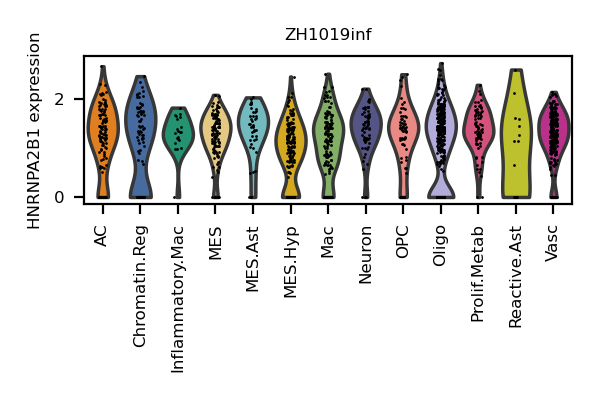 ZH1019inf
HNRNPA2B1 expression
2
0
AC
Chromatin.Reg
Inflammatory.Mac
MES
MES.Ast
MES.Hyp
Mac
Neuron
OPC
Oligo
Prolif.Metab
Reactive.Ast
Vasc